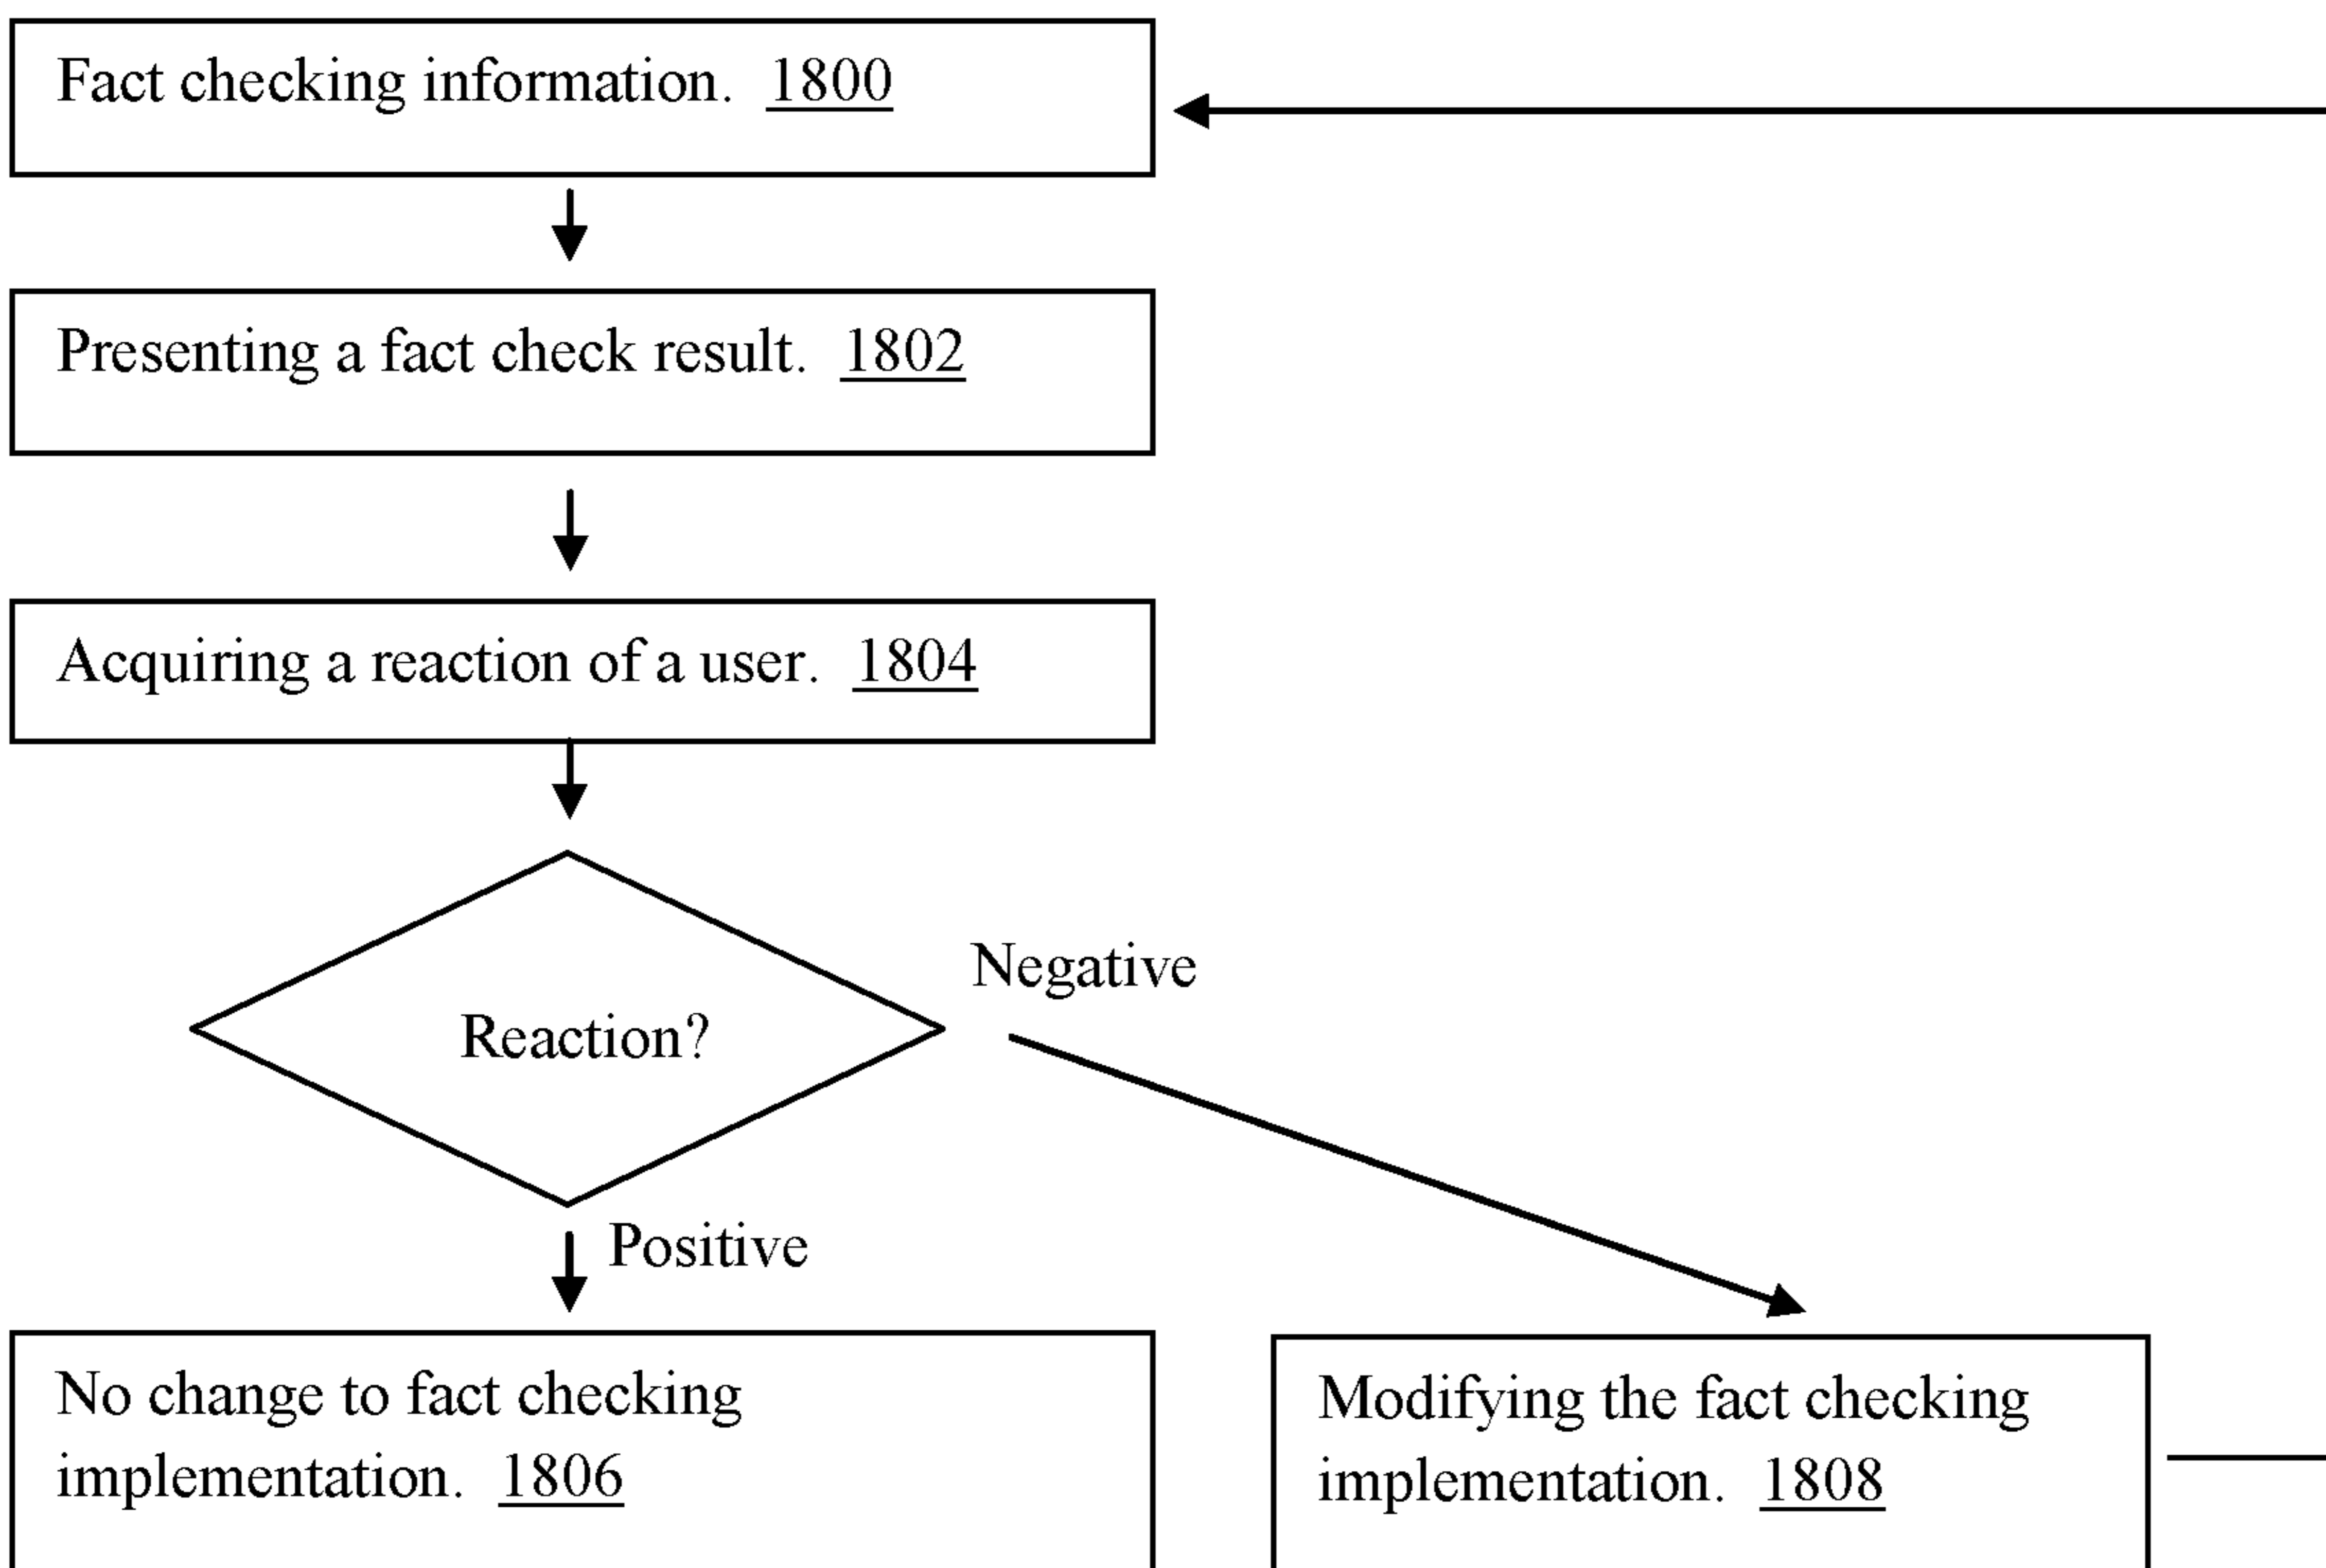 Fact checking information. 1800
Presenting a fact check result. 1802
Acquiring a reaction of a user. 1804
Negative
Reaction?
Positive
No change to fact checking
implementation. 1806
Modifying the fact checking
implementation. 1808